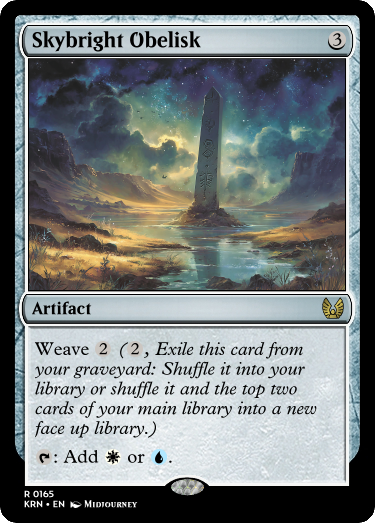 Skybright Obelisk 3
Artifact
Weave 2 (2, Exile this card from
your graveyard: Shuffle it into your
library or shuffle it and the top two
cards of your main library into a new
face up library.)
: Add or .
R 0165
KRN • EN Midjourney